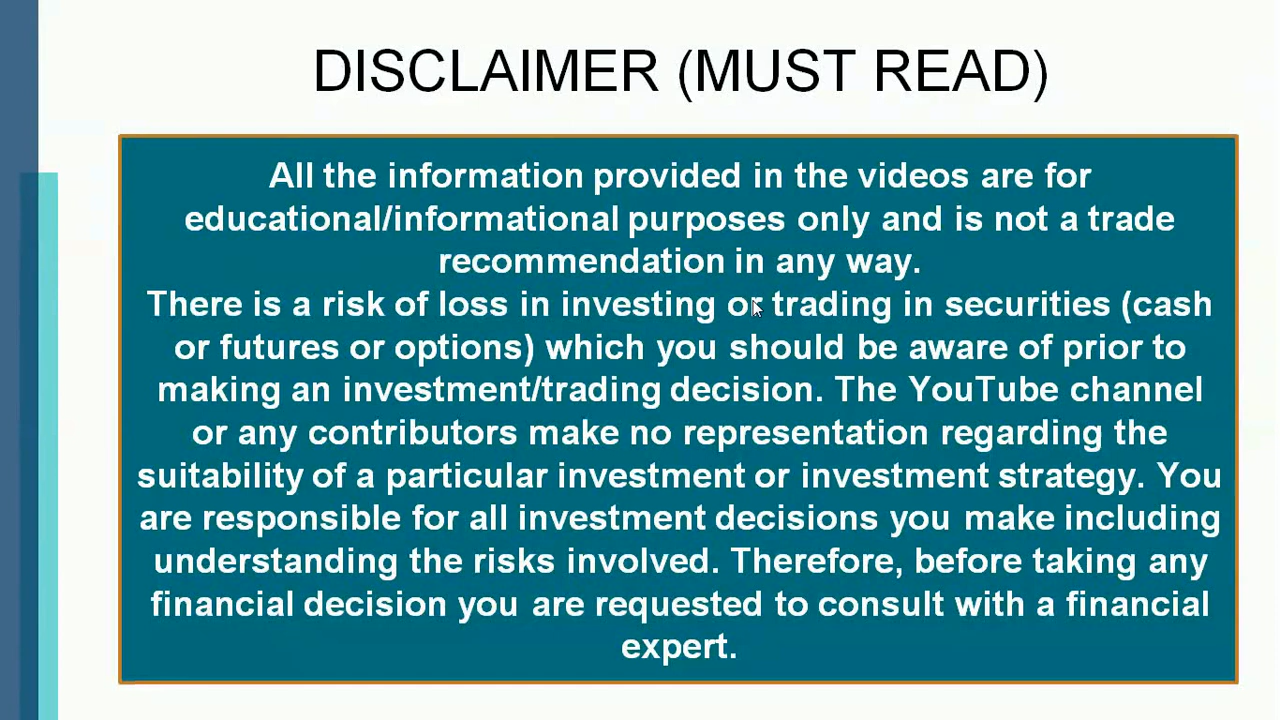 DISCLAIMER (MUST READ)
All the information provided in the videos are for
educational/informational purposes only and is not a trade
recommendation in any way.
There is a risk of loss in investing or trading in securities (cash
or futures or options) which you should be aware of prior to
making an investment/trading decision. The YouTube channel
or any contributors make no representation regarding the
suitability of a particular investment or investment strategy. You
are responsible for all investment decisions you make including
understanding the risks involved. Therefore, before taking any
financial decision you are requested to consult with a financial
expert.